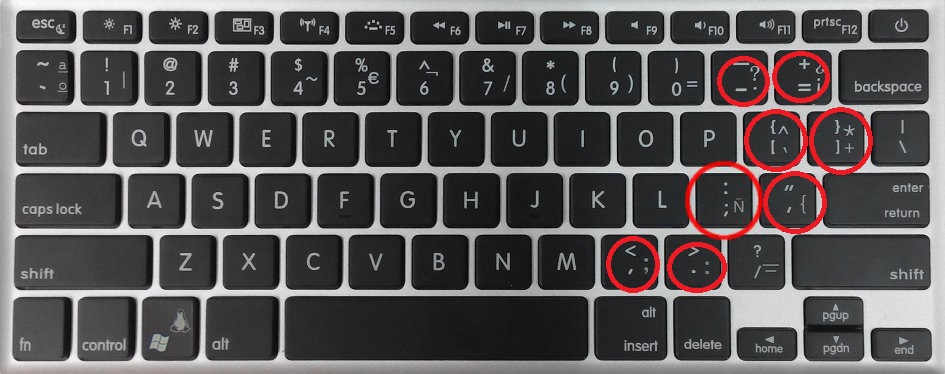 esc F1 F2 F3 F4 F5 F6 F7 F8 F9 F10 F11 prtsc F12
~ a ! @ # $ % ^ & * ( ) _ ? + ¿ backspace
` o 1 | 2 3 4 ~ 5 € 6 ¬ 7 / 8 ( 9 ) 0 = - ' = ¡
tab Q W E R T Y U I O P { ^ } * |
[ ` ] + \
caps lock A S D F G H J K L : " enter
; Ñ ' { return
shift Z X C V B N M < > ? shift
, ; . : / =
fn control alt alt insert delete home pgup pgdn end